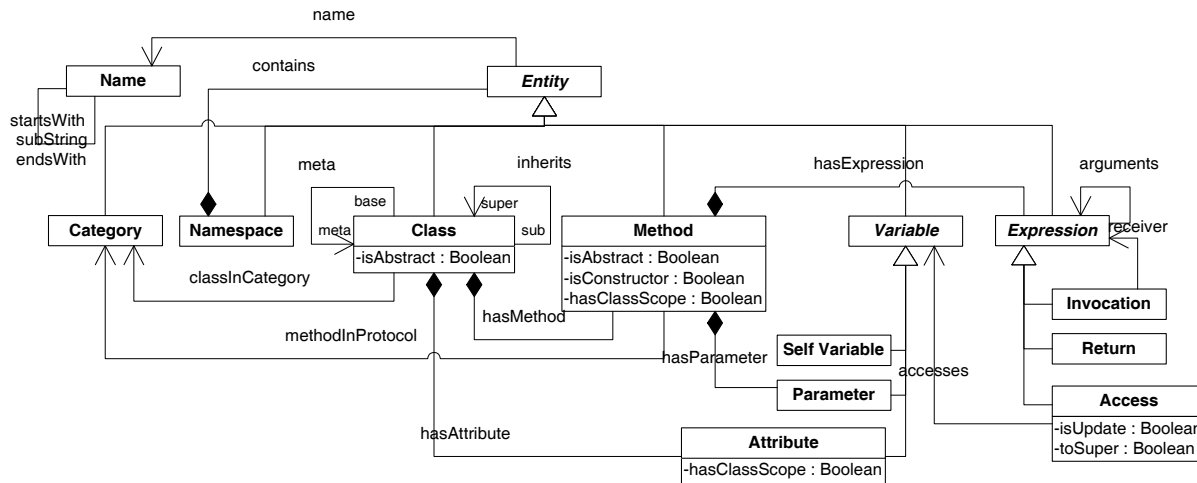 name
contains
Name
Entity
startsWith
subString
endsWith
meta
inherits
hasExpression
arguments
base
super
meta
sub
receiver
Category
Namespace
Class
-isAbstract : Boolean
Method
-isAbstract : Boolean
-isConstructor : Boolean
-hasClassScope : Boolean
Variable
Expression
classInCategory
hasMethod
methodInProtocol
hasParameter
Invocation
Self Variable
Return
accesses
Parameter
Access
-isUpdate : Boolean
-toSuper : Boolean
hasAttribute
Attribute
-hasClassScope : Boolean